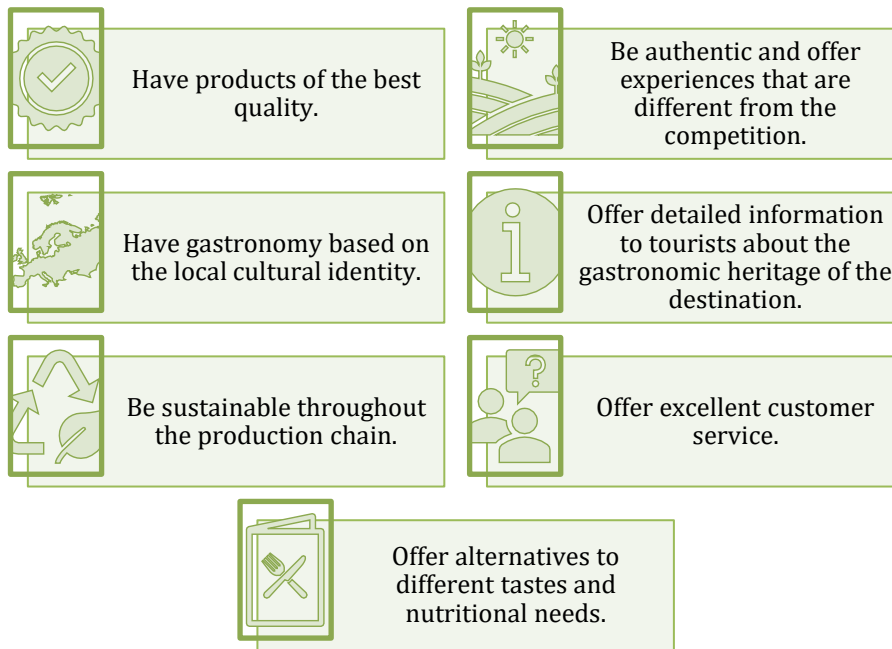 Have products of the best
quality.
Be authentic and offer
experiences that are
different from the
competition.
Have gastronomy based on
the local cultural identity.
Offer detailed information
to tourists about the
gastronomic heritage of the
destination.
Be sustainable throughout
the production chain.
Offer excellent customer
service.
Offer alternatives to
different tastes and
nutritional needs.